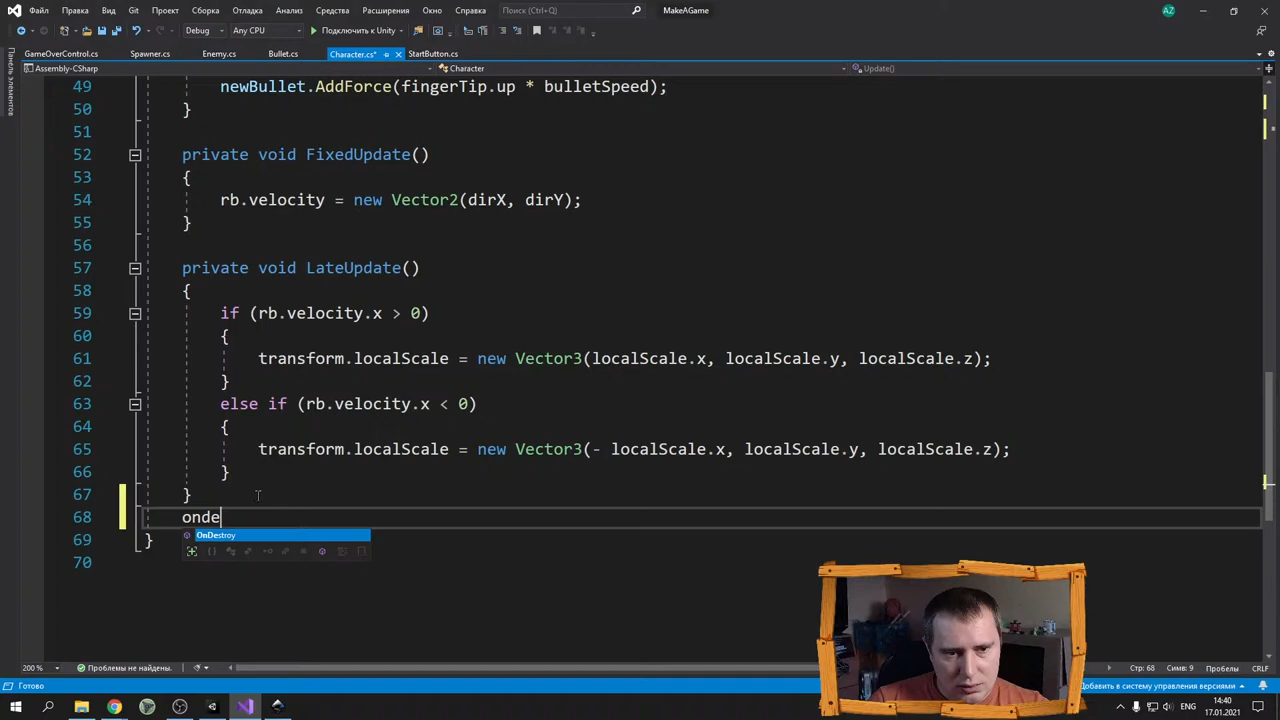 Файл Правка Вид Git Проект Сборка Отладка Анализ Средства Расширения Окно Справка Поиск (Ctrl+Q) MakeAGame AZ
Debug Any CPU Подключить к Unity
GameOverControl.cs Spawner.cs Enemy.cs Bullet.cs Character.cs* StartButton.cs
Assembly-CSharp Character Update()
Панель элементов
49 newBullet.AddForce(fingerTip.up * bulletSpeed);
50 }
51
52 private void FixedUpdate()
53 {
54 rb.velocity = new Vector2(dirX, dirY);
55 }
56
57 private void LateUpdate()
58 {
59 if (rb.velocity.x > 0)
60 {
61 transform.localScale = new Vector3(localScale.x, localScale.y, localScale.z);
62 }
63 else if (rb.velocity.x < 0)
64 {
65 transform.localScale = new Vector3(- localScale.x, localScale.y, localScale.z);
66 }
67 }
68 onde
OnDestroy
69 }
70
200 % Проблемы не найдены. Стр: 68 Симв: 9 Пробелы CRLF
Готово Добавить в систему управления версиями
ENG 14:40
17.01.2021